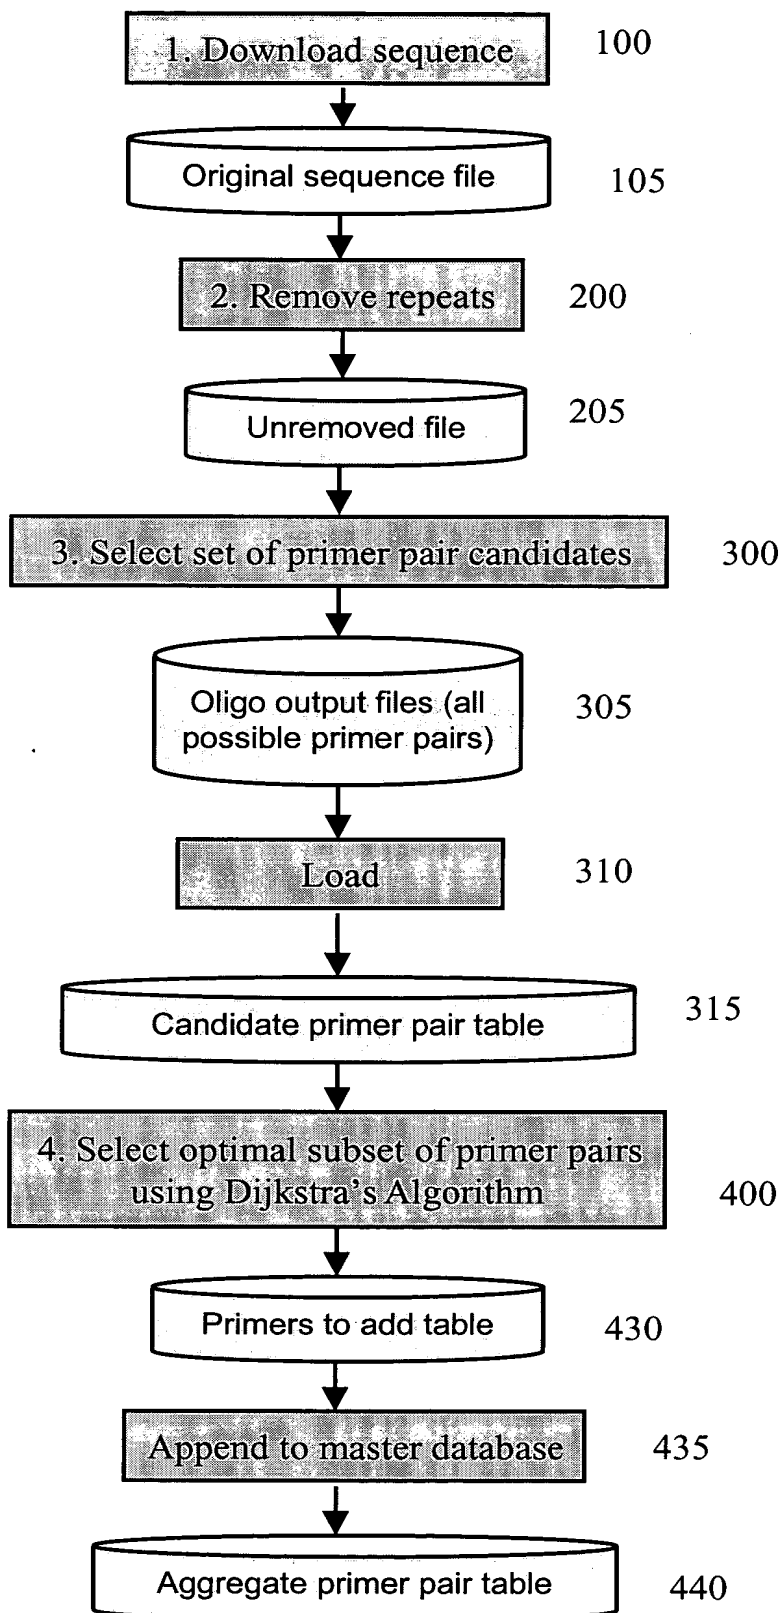 1. Download sequence 100
Original sequence file 105
2. Remove repeats 200
Unremoved file 205
3. Select set of primer pair candidates 300
Oligo output files (all
possible primer pairs) 305
Load 310
Candidate primer pair table 315
4. Select optimal subset of primer pairs
using Dijkstra's Algorithm 400
Primers to add table 430
Append to master database 435
Aggregate primer pair table 440